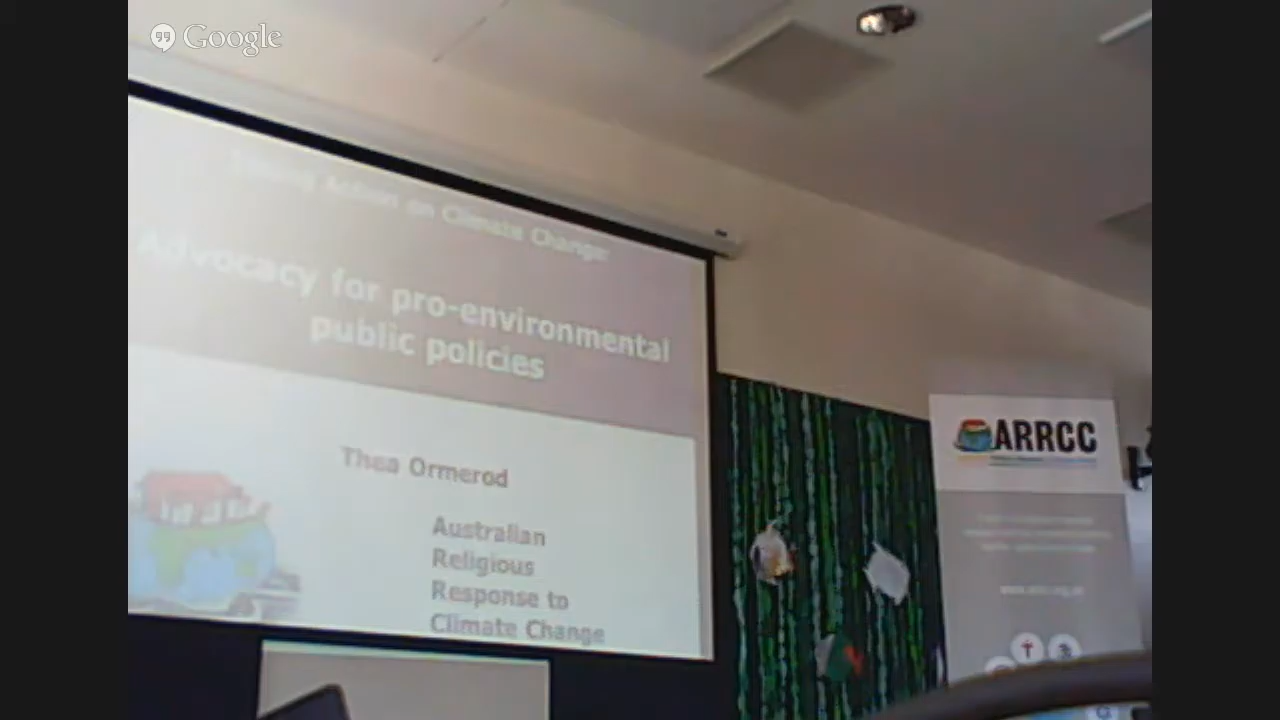 Google
Action on Climate Change:
Advocacy for pro-environmental
public policies
Thea Ormerod
Australian
Religious
Response to
Climate Change
ARRCC